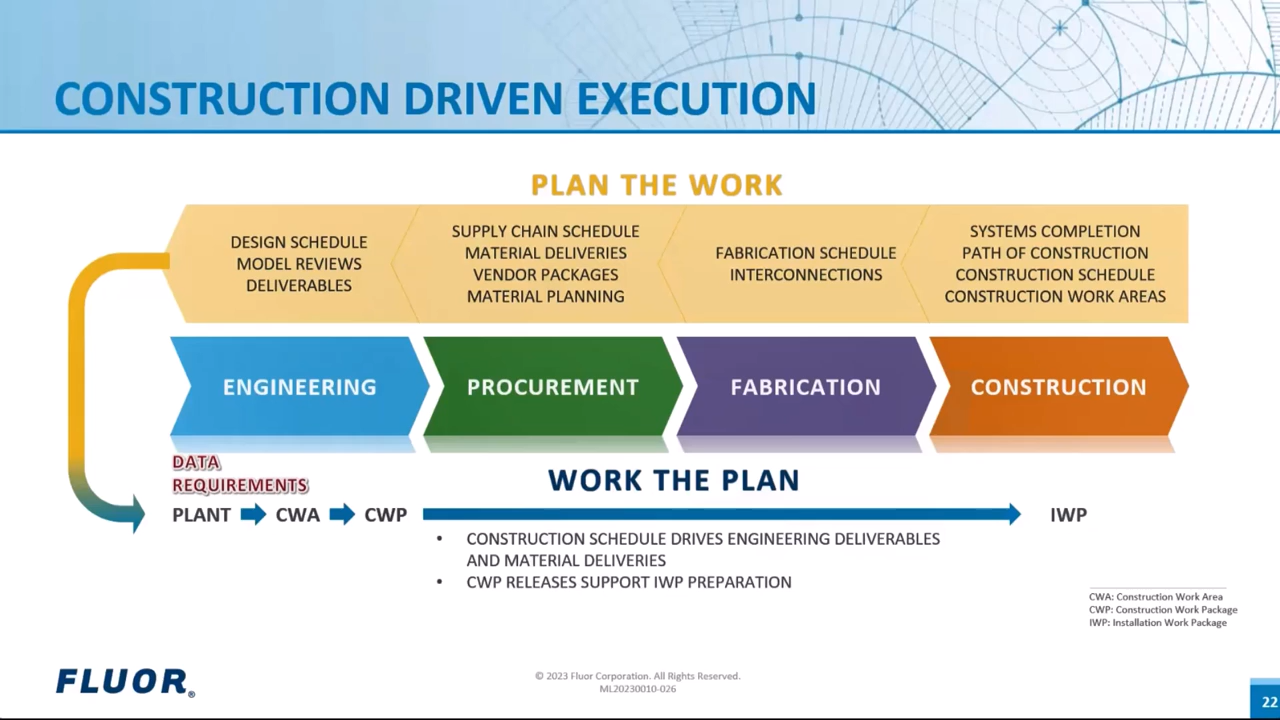 CONSTRUCTION DRIVEN EXECUTION
PLAN THE WORK
DESIGN SCHEDULE
MODEL REVIEWS
DELIVERABLES
SUPPLY CHAIN SCHEDULE
MATERIAL DELIVERIES
VENDOR PACKAGES
MATERIAL PLANNING
FABRICATION SCHEDULE
INTERCONNECTIONS
SYSTEMS COMPLETION
PATH OF CONSTRUCTION
CONSTRUCTION SCHEDULE
CONSTRUCTION WORK AREAS
ENGINEERING
PROCUREMENT
FABRICATION
CONSTRUCTION
DATA
REQUIREMENTS
WORK THE PLAN
PLANT
CWA
CWP
IWP
• CONSTRUCTION SCHEDULE DRIVES ENGINEERING DELIVERABLES
AND MATERIAL DELIVERIES
• CWP RELEASES SUPPORT IWP PREPARATION
CWA: Construction Work Area
CWP: Construction Work Package
IWP: Installation Work Package
FLUOR®
© 2023 Fluor Corporation. All Rights Reserved.
ML20230010-026
22